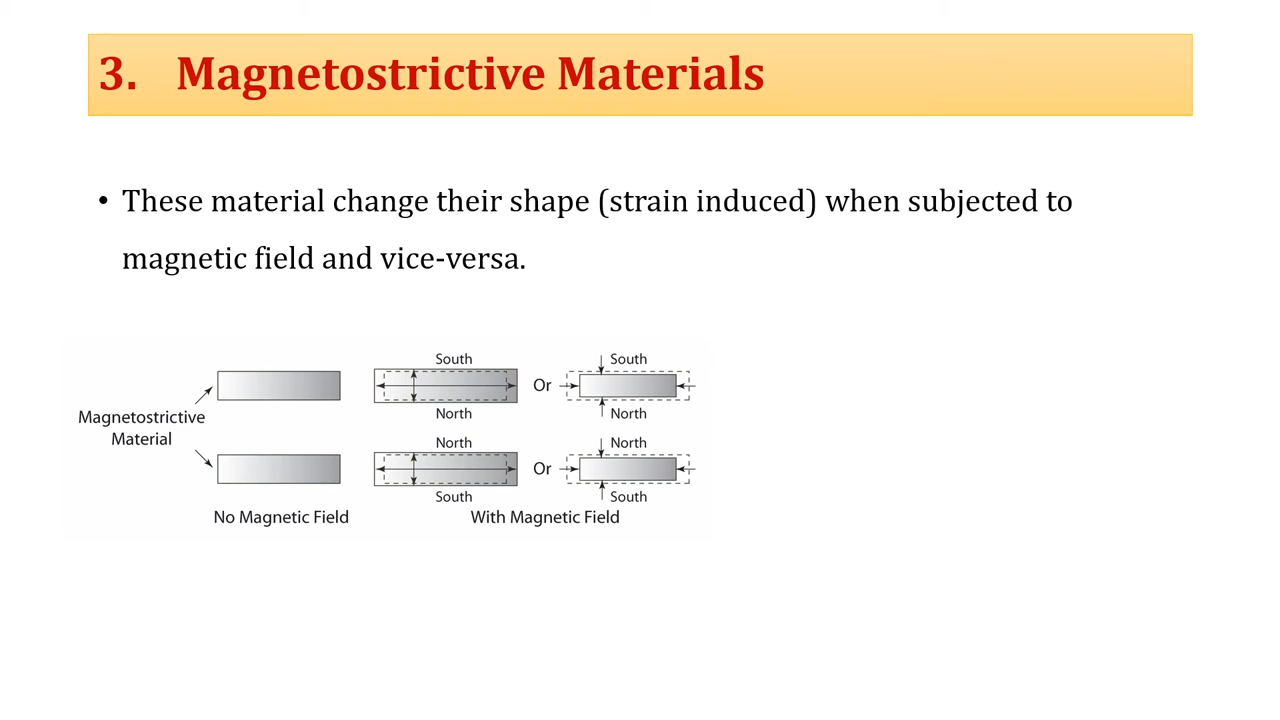 3. Magnetostrictive Materials
• These material change their shape (strain induced) when subjected to
magnetic field and vice-versa.
South
South
Or
North
North
Magnetostrictive
Material
North
North
Or
South
South
No Magnetic Field
With Magnetic Field